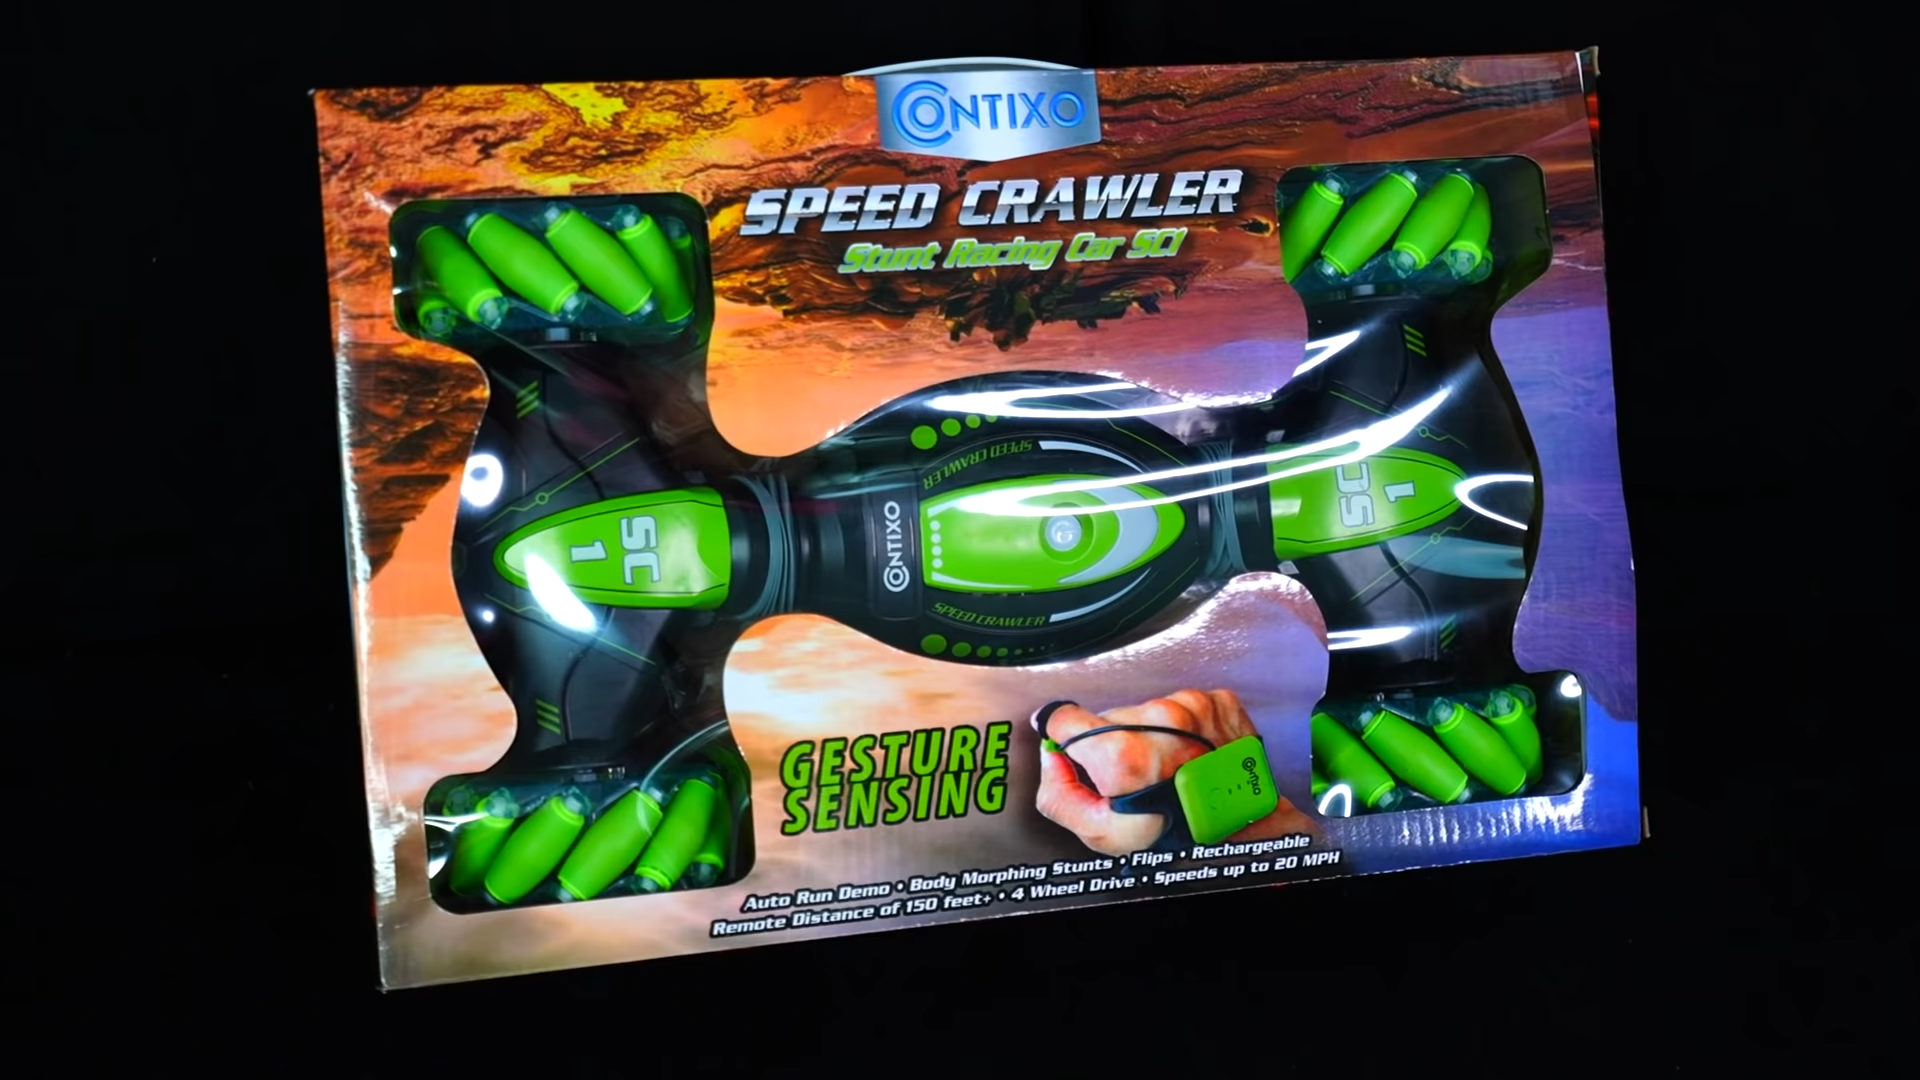 CONTIXO
SPEED CRAWLER
Stunt Racing Car SC1
SPEED CRAWLER
SC
1
CONTIXO
SC
1
SPEED CRAWLER
GESTURE
SENSING
CONTIXO
Auto Run Demo • Body Morphing Stunts • Flips • Rechargeable
Remote Distance of 150 feet+ • 4 Wheel Drive • Speeds up to 20 MPH